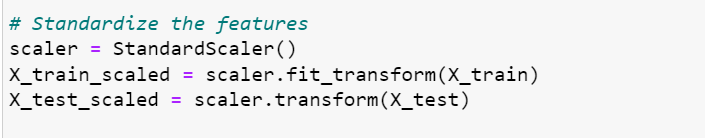 # Standardize the features
scaler = StandardScaler()
X_train_scaled = scaler.fit_transform(X_train)
X_test_scaled = scaler.transform(X_test)